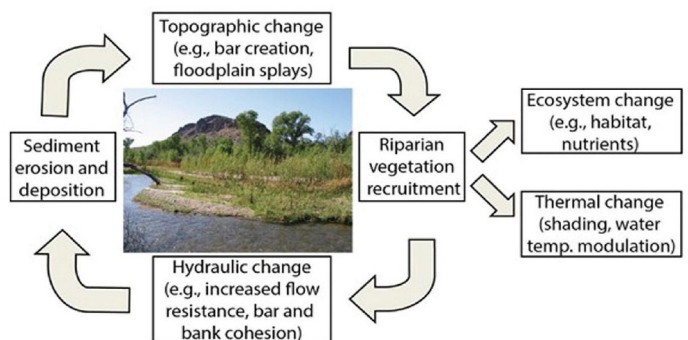 Topographic change
(e.g., bar creation,
floodplain splays)
Sediment
erosion and
deposition
Riparian
vegetation
recruitment
Ecosystem change
(e.g., habitat,
nutrients)
Thermal change
(shading, water
temp. modulation)
Hydraulic change
(e.g., increased flow
resistance, bar and
bank cohesion)